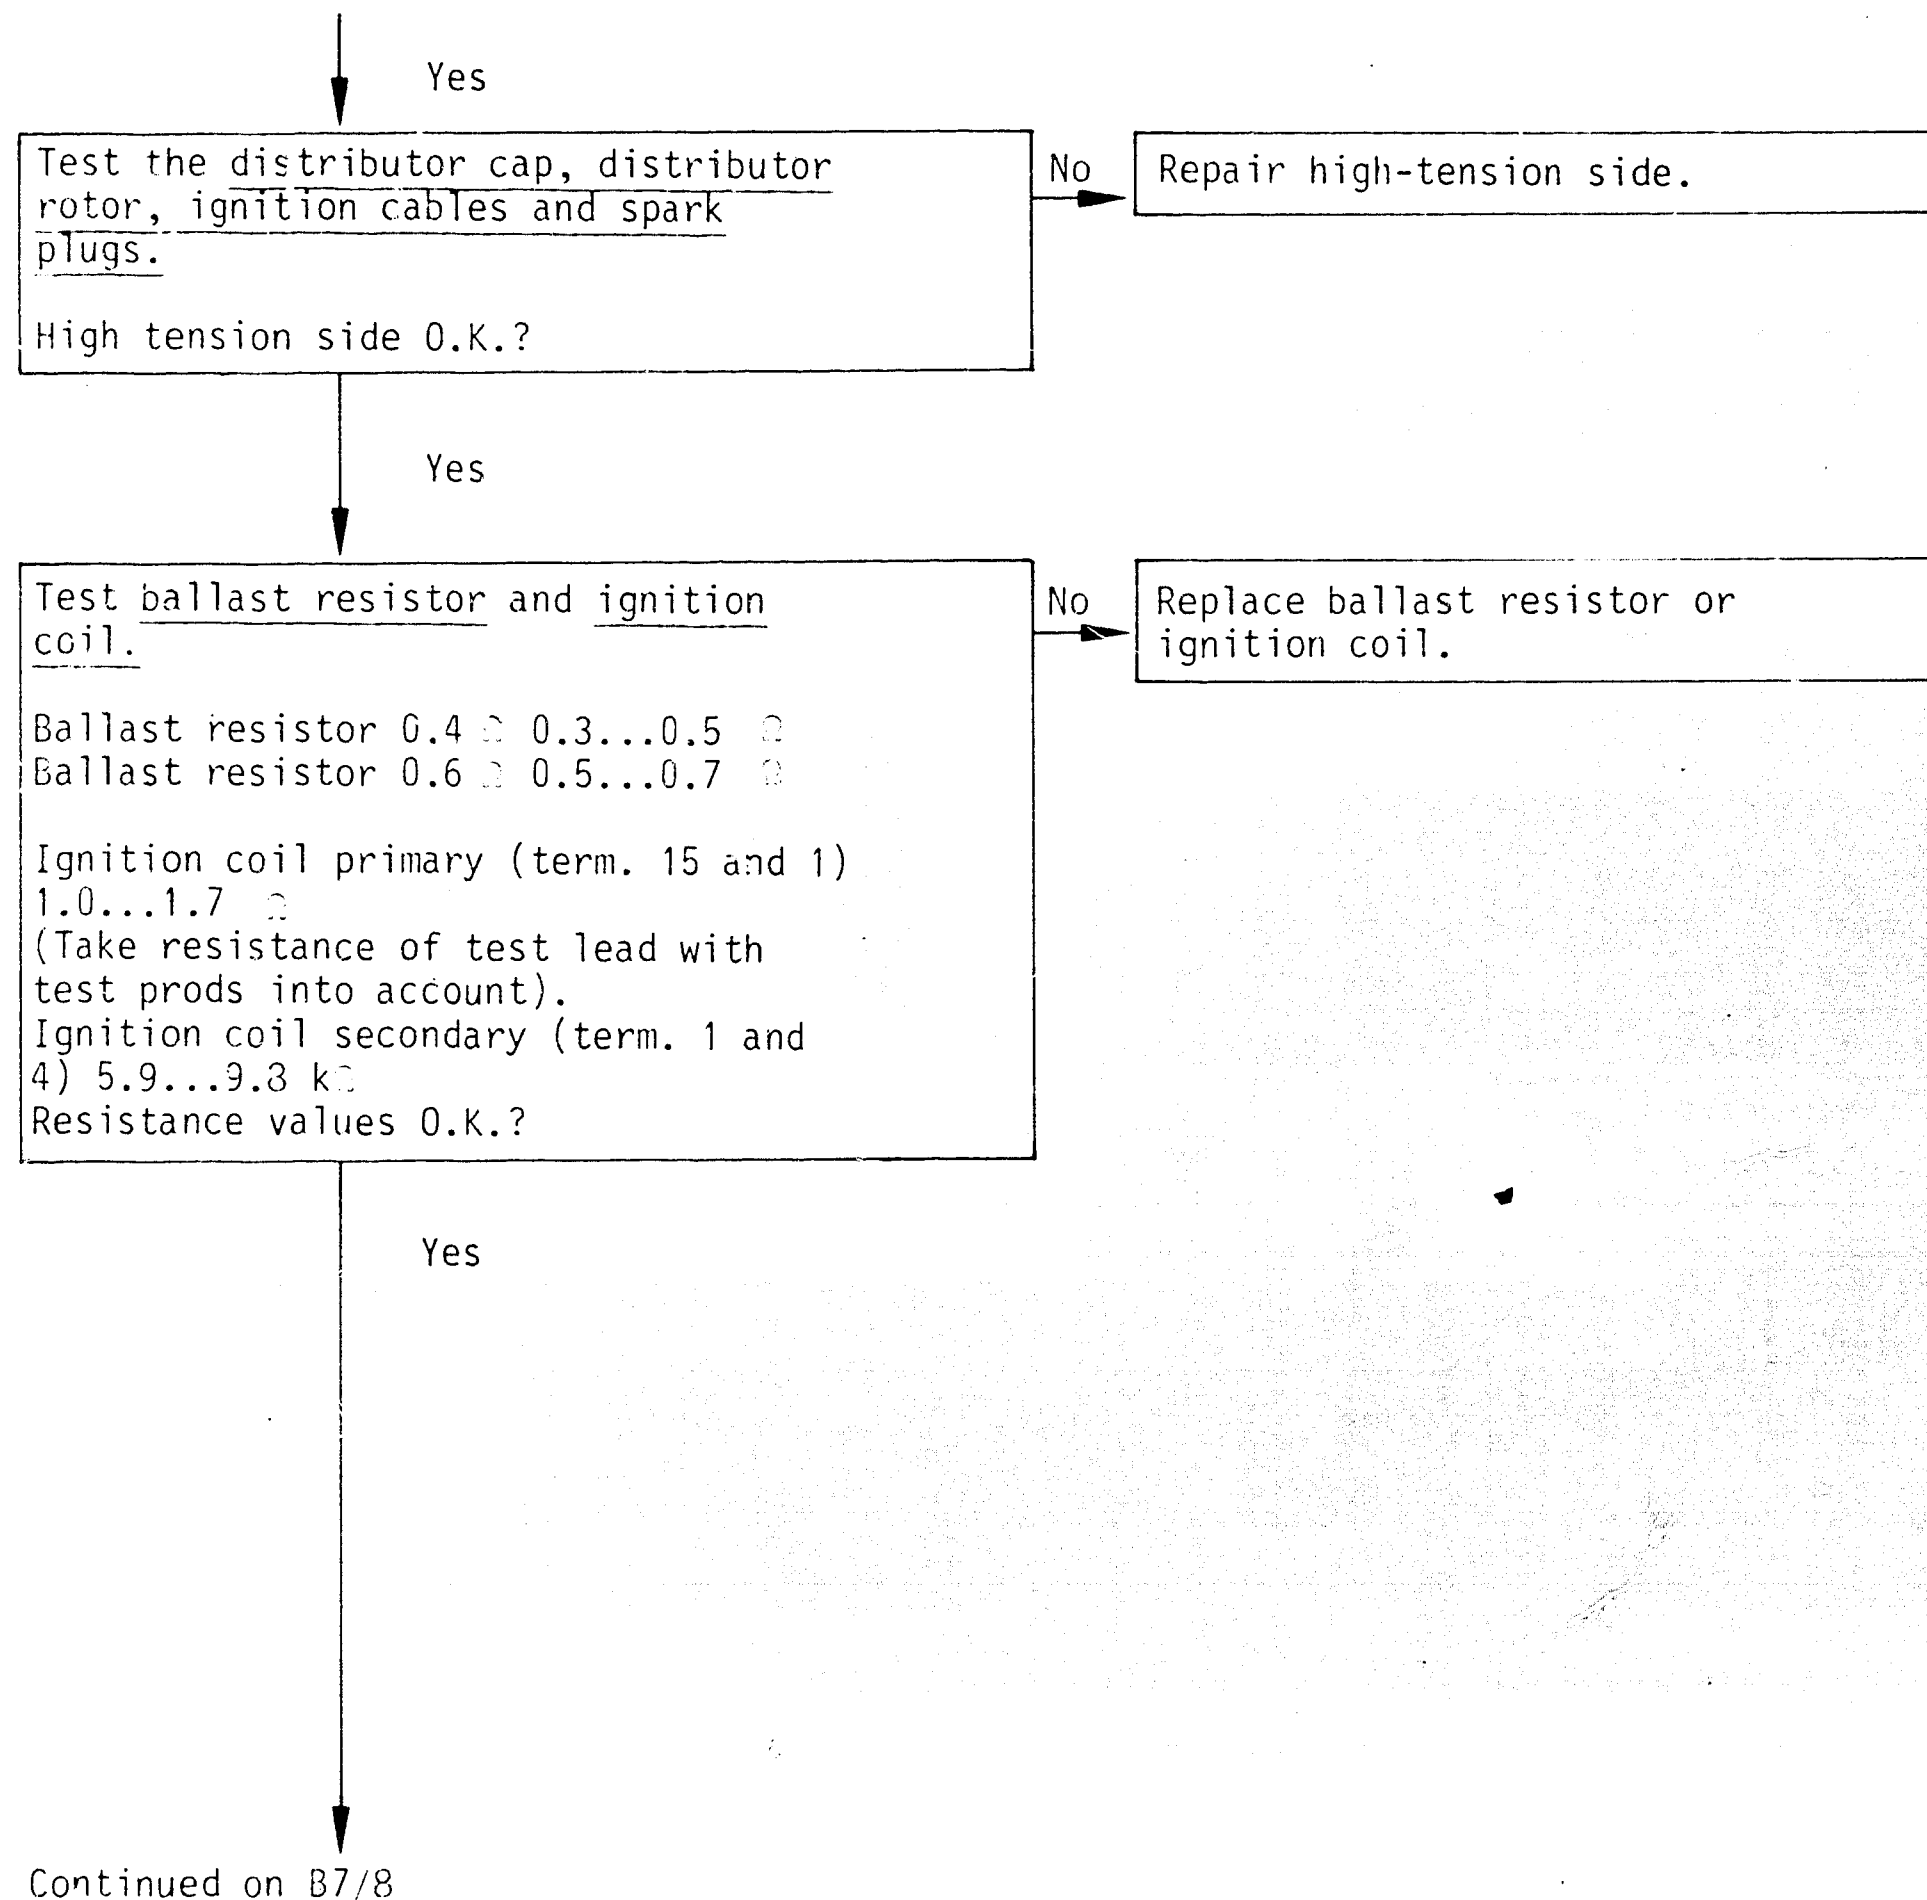 Yes
Test the distributor cap, distributor
rotor, ignition cables and spark
plugs.
High tension side O.K.?
No
Repair high-tension side.
Yes
Test ballast resistor and ignition
coil.
Ballast resistor 0.4 Ω 0.3...0.5 Ω
Ballast resistor 0.6 Ω 0.5...0.7 Ω
Ignition coil primary (term. 15 and 1)
1.0...1.7 Ω
(Take resistance of test lead with
test prods into account).
Ignition coil secondary (term. 1 and
4) 5.9...9.3 kΩ
Resistance values O.K.?
No
Replace ballast resistor or
ignition coil.
Yes
Continued on B7/8